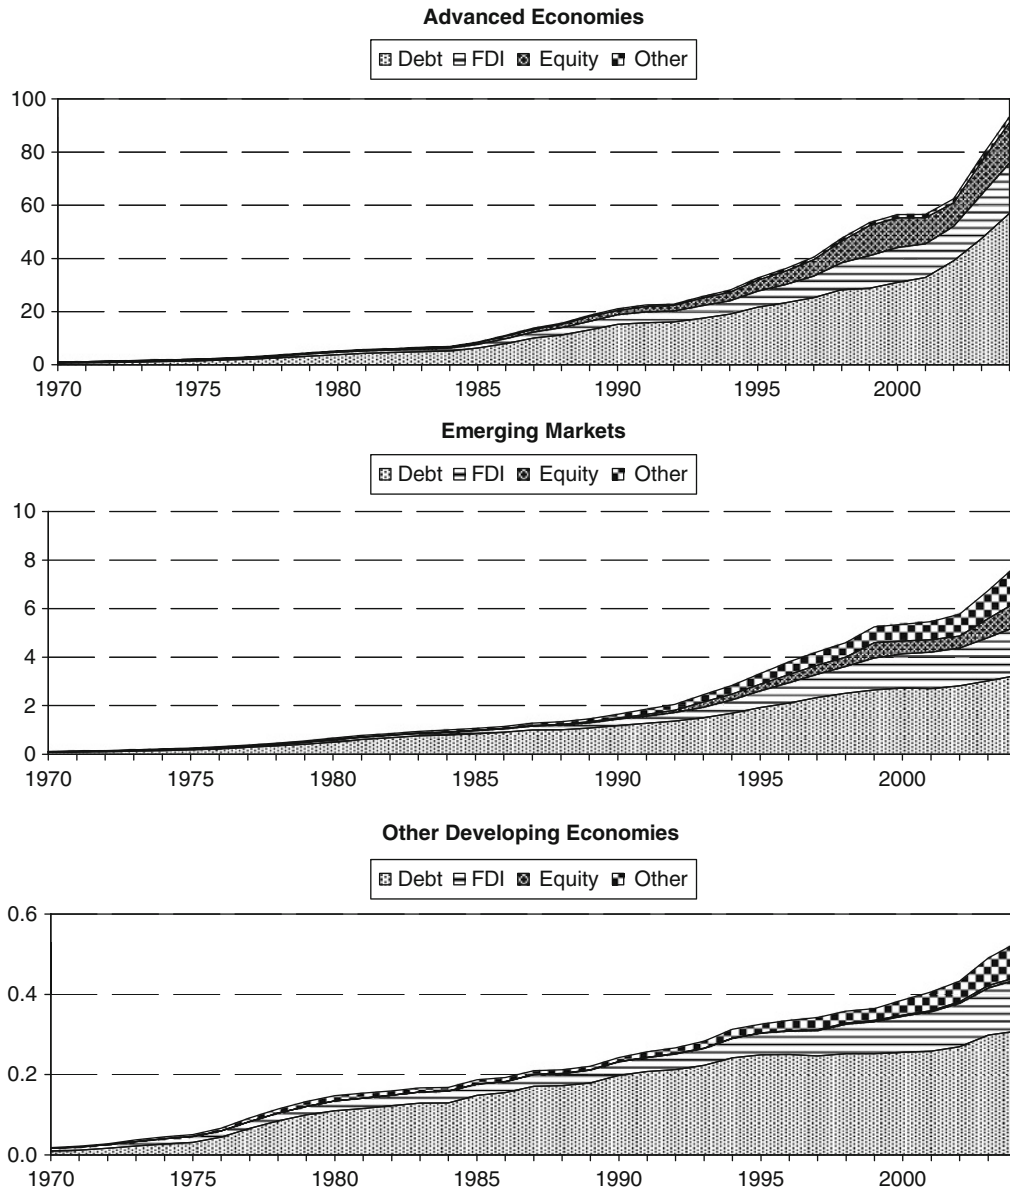 Advanced Economies
Debt FDI Equity Other
100
80
60
40
20
0
1970 1975 1980 1985 1990 1995 2000
Emerging Markets
Debt FDI Equity Other
10
8
6
4
2
0
1970 1975 1980 1985 1990 1995 2000
Other Developing Economies
Debt FDI Equity Other
0.6
0.4
0.2
0.0
1970 1975 1980 1985 1990 1995 2000